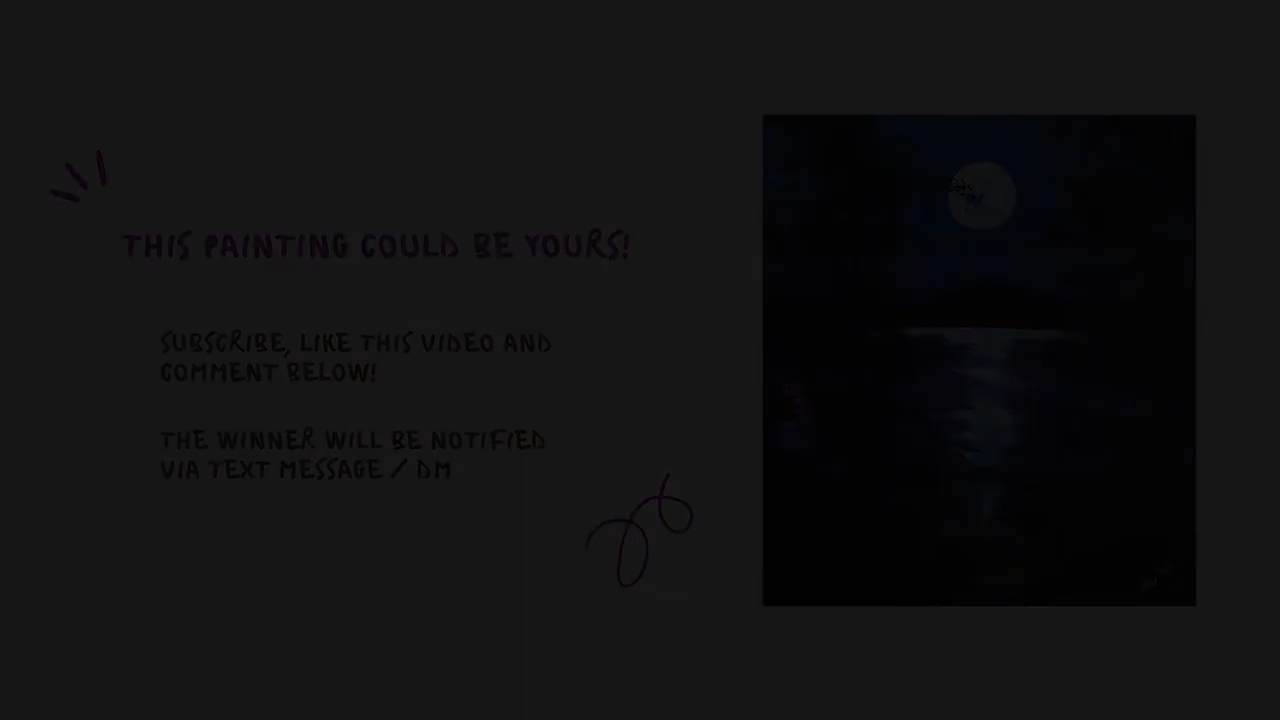 THIS PAINTING COULD BE YOURS!
SUBSCRIBE, LIKE THIS VIDEO AND
COMMENT BELOW!
THE WINNER WILL BE NOTIFIED
VIA TEXT MESSAGE / DM